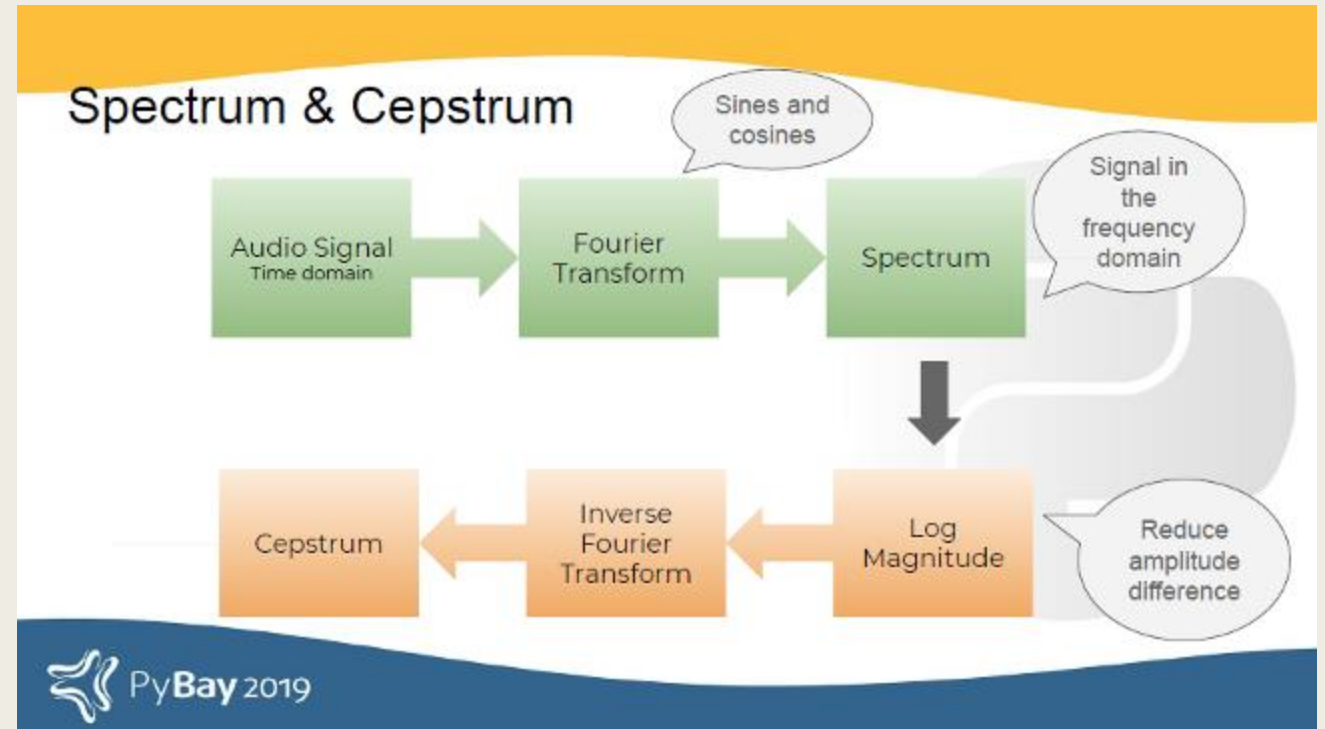 Spectrum & Cepstrum
Sines and
cosines
Signal in
the
frequency
domain
Audio Signal
Time domain
Fourier
Transform
Spectrum
Cepstrum
Inverse
Fourier
Transform
Log
Magnitude
Reduce
amplitude
difference
PyBay 2019